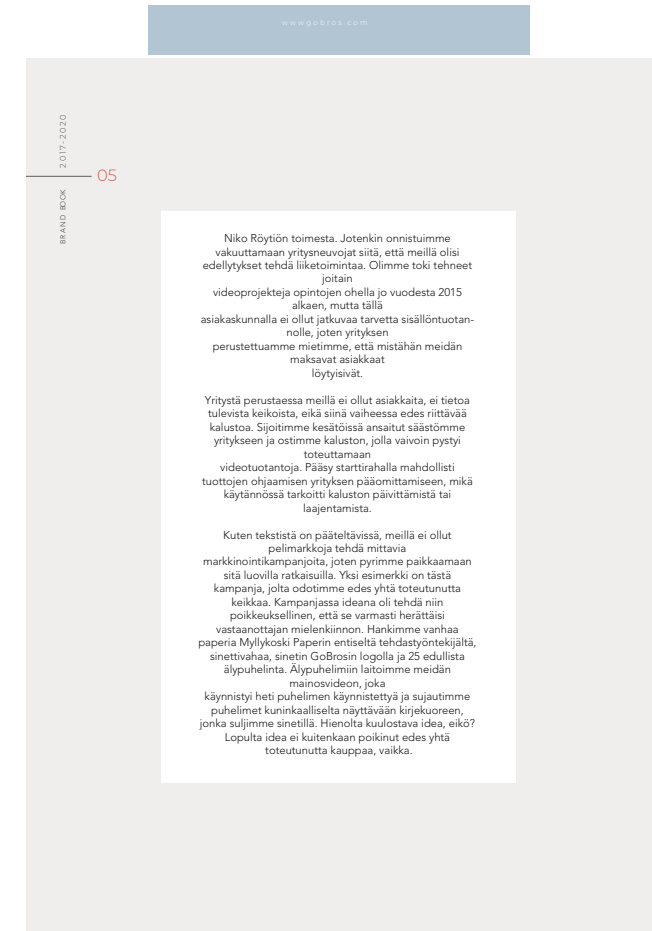 www.gobros.com
2017-2020
05
BRAND BOOK
Niko Röytiön toimesta. Jotenkin onnistuimme
vakuuttamaan yritysneuvojat siitä, että meillä olisi
edellytykset tehdä liiketoimintaa. Olimme toki tehneet
joitain
videoprojekteja opintojen ohella jo vuodesta 2015
alkaen, mutta tällä
asiakaskunnalla ei ollut jatkuvaa tarvetta sisällöntuotan-
nolle, joten yrityksen
perustettuamme mietimme, että mistähän meidän
maksavat asiakkaat
löytyisivät.
Yritystä perustaessa meillä ei ollut asiakkaita, ei tietoa
tulevista keikoista, eikä siinä vaiheessa edes riittävää
kalustoa. Sijoitimme kesätöissä ansaitut säästömme
yritykseen ja ostimme kaluston, jolla vaivoin pystyi
toteuttamaan
videotuotantoja. Pääsy starttirahalla mahdollisti
tuottojen ohjaamisen yrityksen pääomittamiseen, mikä
käytännössä tarkoitti kaluston päivittämistä tai
laajentamista.
Kuten tekstistä on pääteltävissä, meillä ei ollut
pelimarkkoja tehdä mittavia
markkinointikampanjoita, joten pyrimme paikkaamaan
sitä luovilla ratkaisuilla. Yksi esimerkki on tästä
kampanja, jolta odotimme edes yhtä toteutunutta
keikkaa. Kampanjassa ideana oli tehdä niin
poikkeuksellinen, että se varmasti herättäisi
vastaanottajan mielenkiinnon. Hankimme vanhaa
paperia Myllykoski Paperin entiseltä tehdastyöntekijältä,
sinettivahaa, sinetin GoBrosin logolla ja 25 edullista
älypuhelinta. Älypuhelimiin laitoimme meidän
mainosvideon, joka
käynnistyi heti puhelimen käynnistettyä ja sujautimme
puhelimet kuninkaalliselta näyttävään kirjekuoreen,
jonka suljimme sinetillä. Hienolta kuulostava idea, eikö?
Lopulta idea ei kuitenkaan poikinut edes yhtä
toteutunutta kauppaa, vaikka.